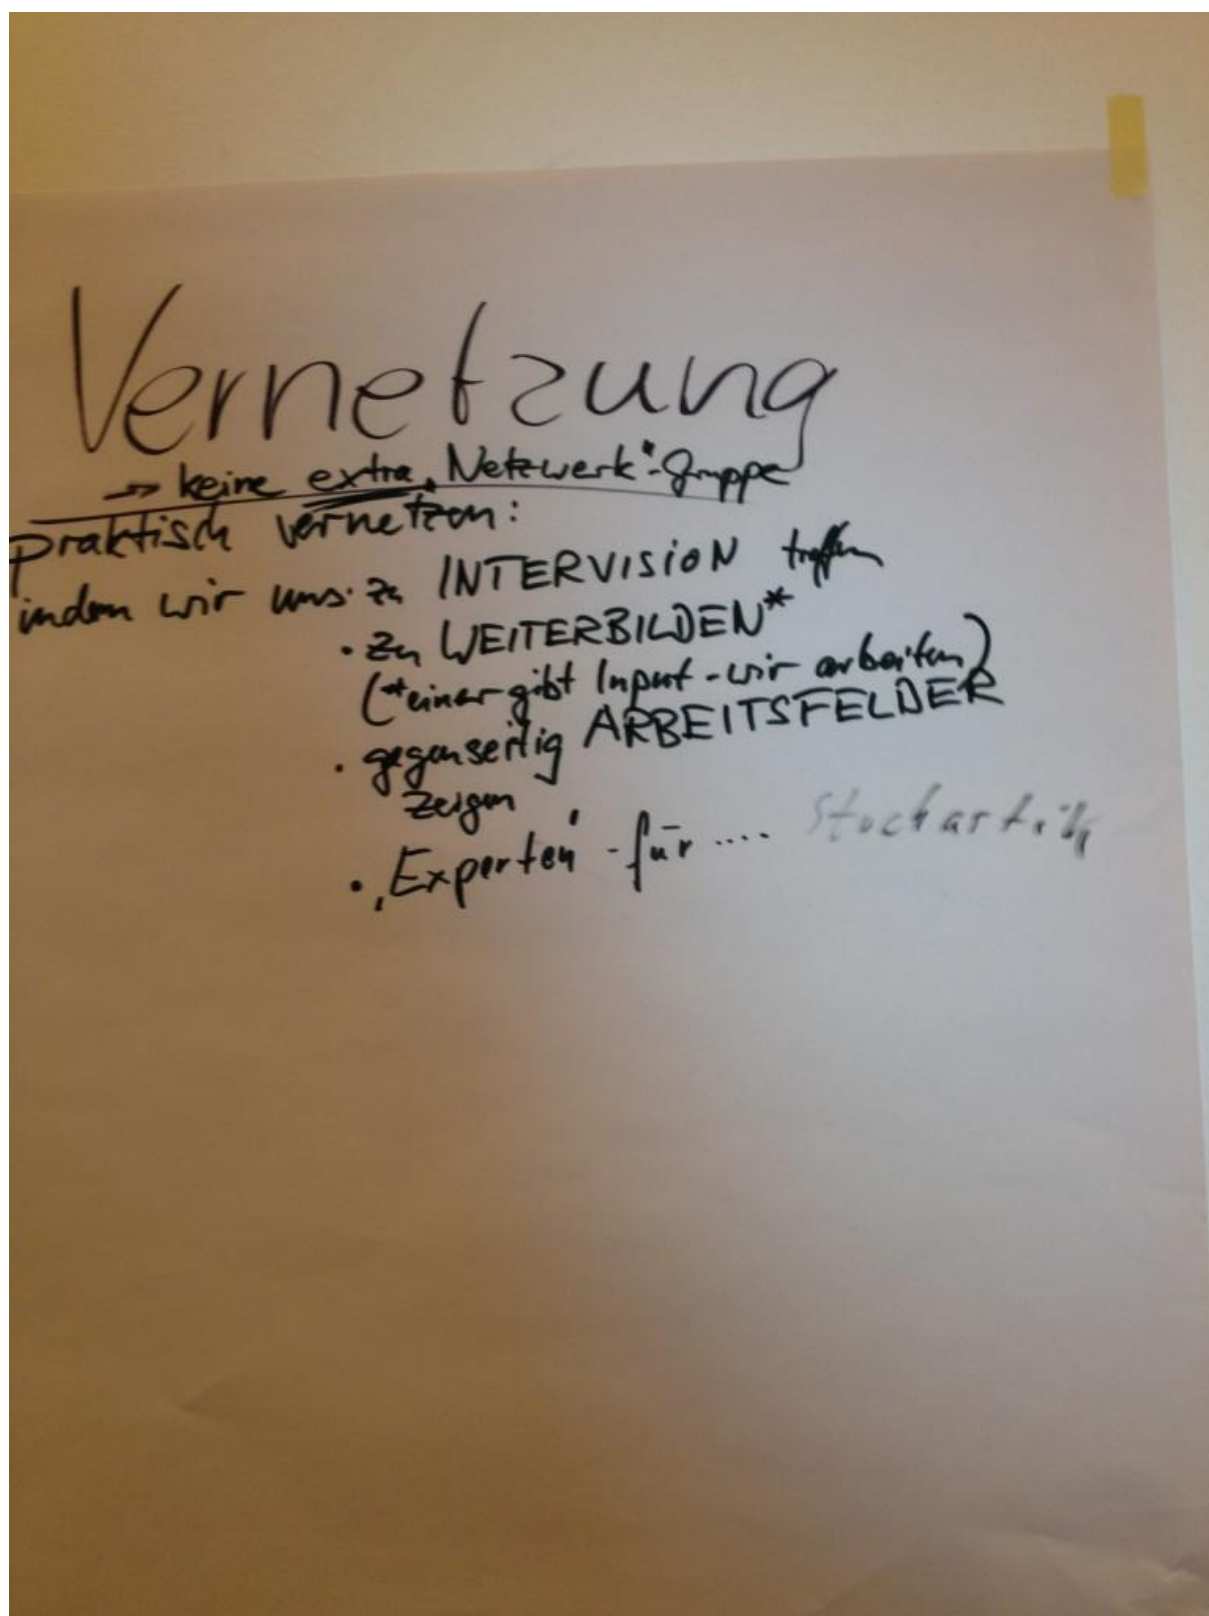 Vernetzung
→ keine extra „Netzwerk"-Gruppe
praktisch vernetzen:
indem wir uns · zu INTERVISION treffen
· zu WEITERBILDEN*
(*einer gibt Input - wir arbeiten)
· gegenseitig ARBEITSFELDER
zeigen
· ‚Experten' - für ....